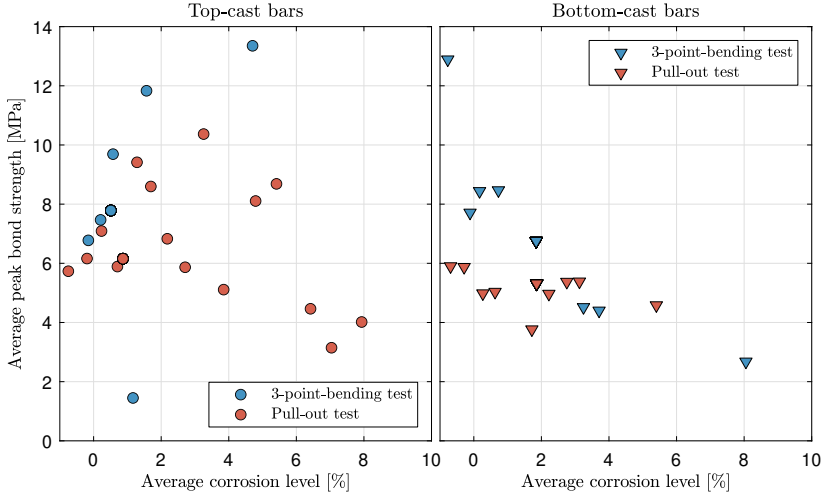 Top-cast bars
Bottom-cast bars
Average peak bond strength [MPa]
14
12
10
8
6
4
2
0
3-point-bending test
Pull-out test
3-point-bending test
Pull-out test
0 2 4 6 8 10
0 2 4 6 8 10
Average corrosion level [%]
Average corrosion level [%]